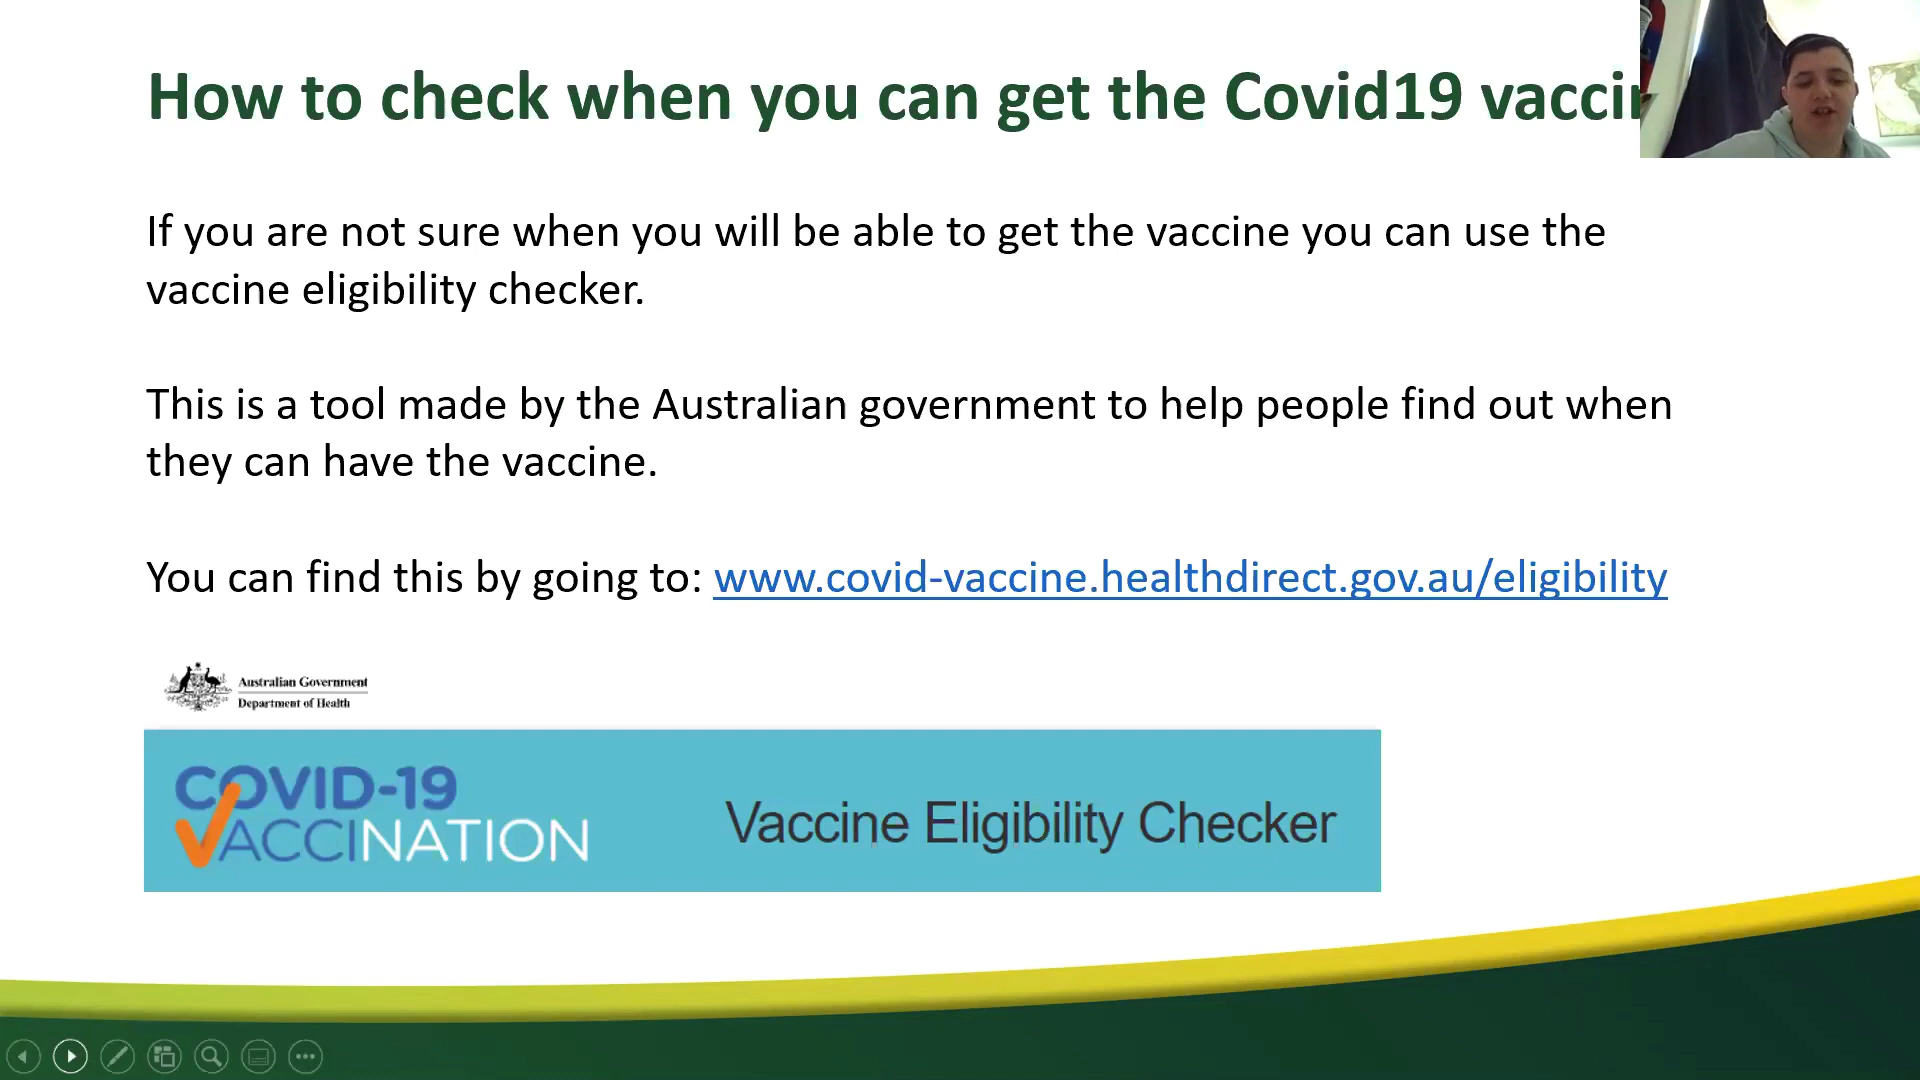 How to check when you can get the Covid19
If you are not sure when you will be able to get the vaccine you can use the
vaccine eligibility checker.
This is a tool made by the Australian government to help people find out when
they can have the vaccine.
You can find this by going to: www.covid-vaccine.healthdirect.gov.au/eligibility
Australian Government
Department of Health
COVID-19
VACCINATION
Vaccine Eligibility Checker